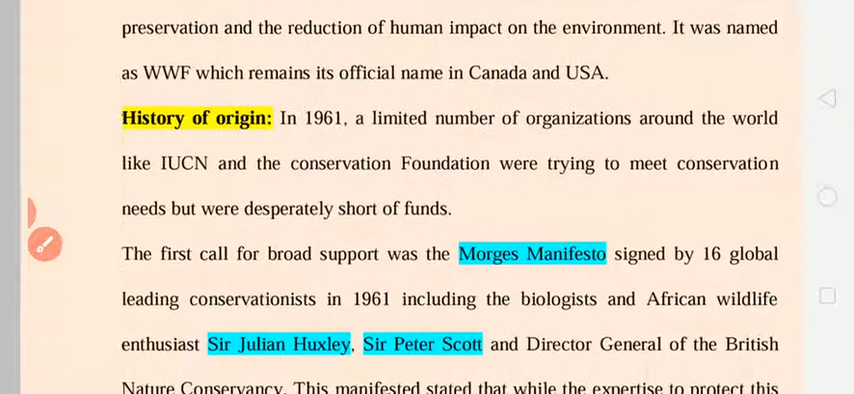 preservation and the reduction of human impact on the environment. It was named
as WWF which remains its official name in Canada and USA.
History of origin: In 1961, a limited number of organizations around the world
like IUCN and the conservation Foundation were trying to meet conservation
needs but were desperately short of funds.
The first call for broad support was the Morges Manifesto signed by 16 global
leading conservationists in 1961 including the biologists and African wildlife
enthusiast Sir Julian Huxley, Sir Peter Scott and Director General of the British
Nature Conservancy. This manifested stated that while the expertise to protect this